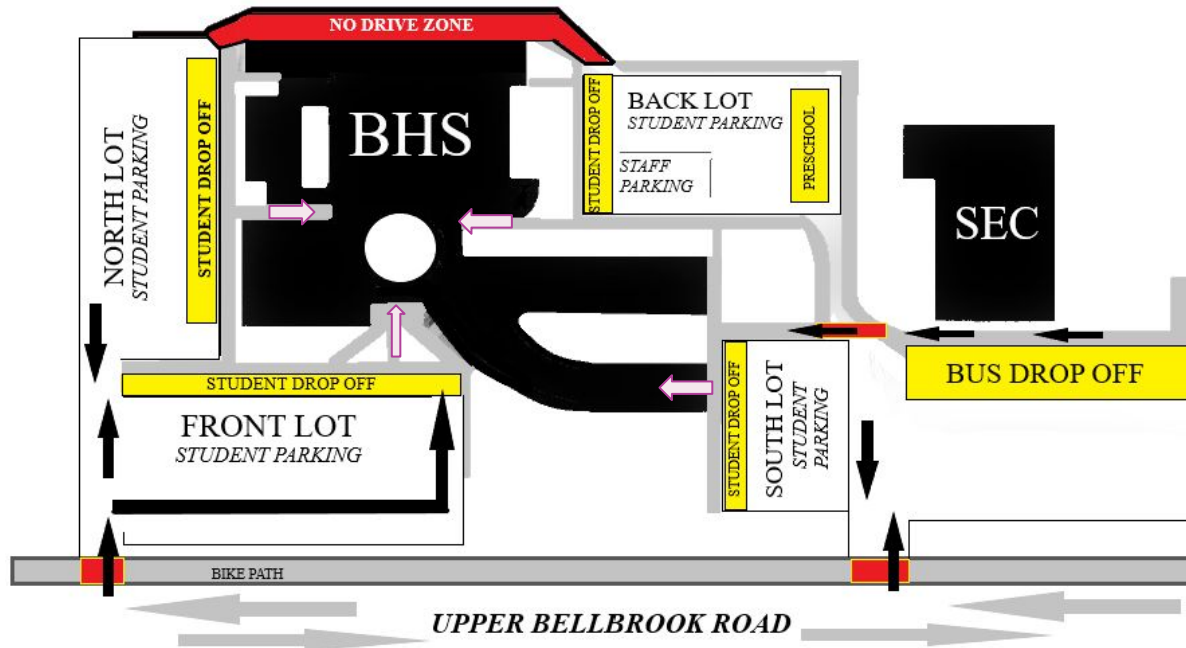 NO DRIVE ZONE
NORTH LOT
STUDENT PARKING
STUDENT DROP OFF
BHS
STUDENT DROP OFF
BACK LOT
STUDENT PARKING
STAFF
PARKING
PRESCHOOL
SEC
STUDENT DROP OFF
FRONT LOT
STUDENT PARKING
STUDENT DROP OFF
SOUTH LOT
STUDENT
PARKING
BUS DROP OFF
BIKE PATH
UPPER BELLBROOK ROAD